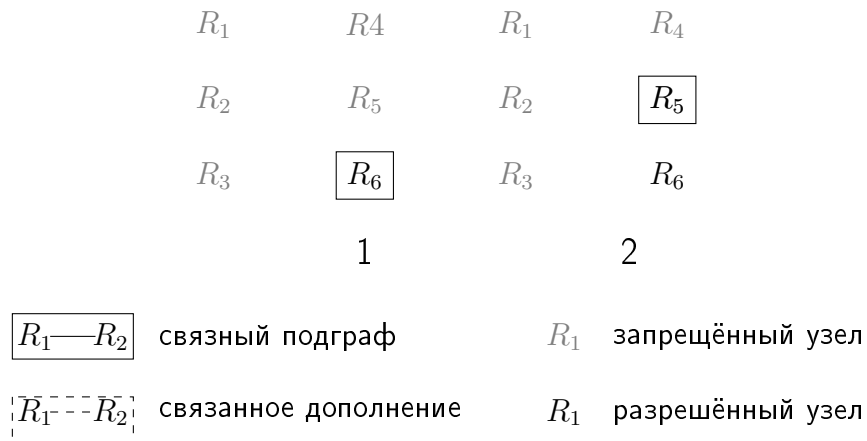 R1 R4 R1 R4
R2 R5 R2 R5
R3 R6 R3 R6
1 2
R1 R2 связный подграф R1 запрещённый узел
R1 R2 связанное дополнение R1 разрешённый узел